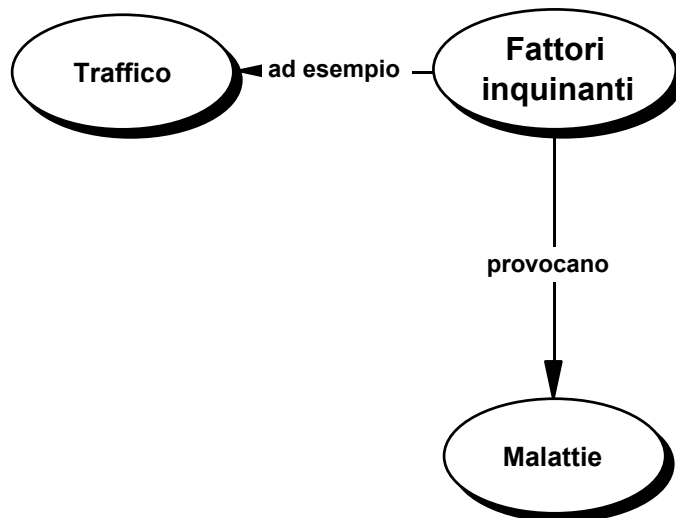 Fattori
inquinanti
ad esempio
Traffico
provocano
Malattie